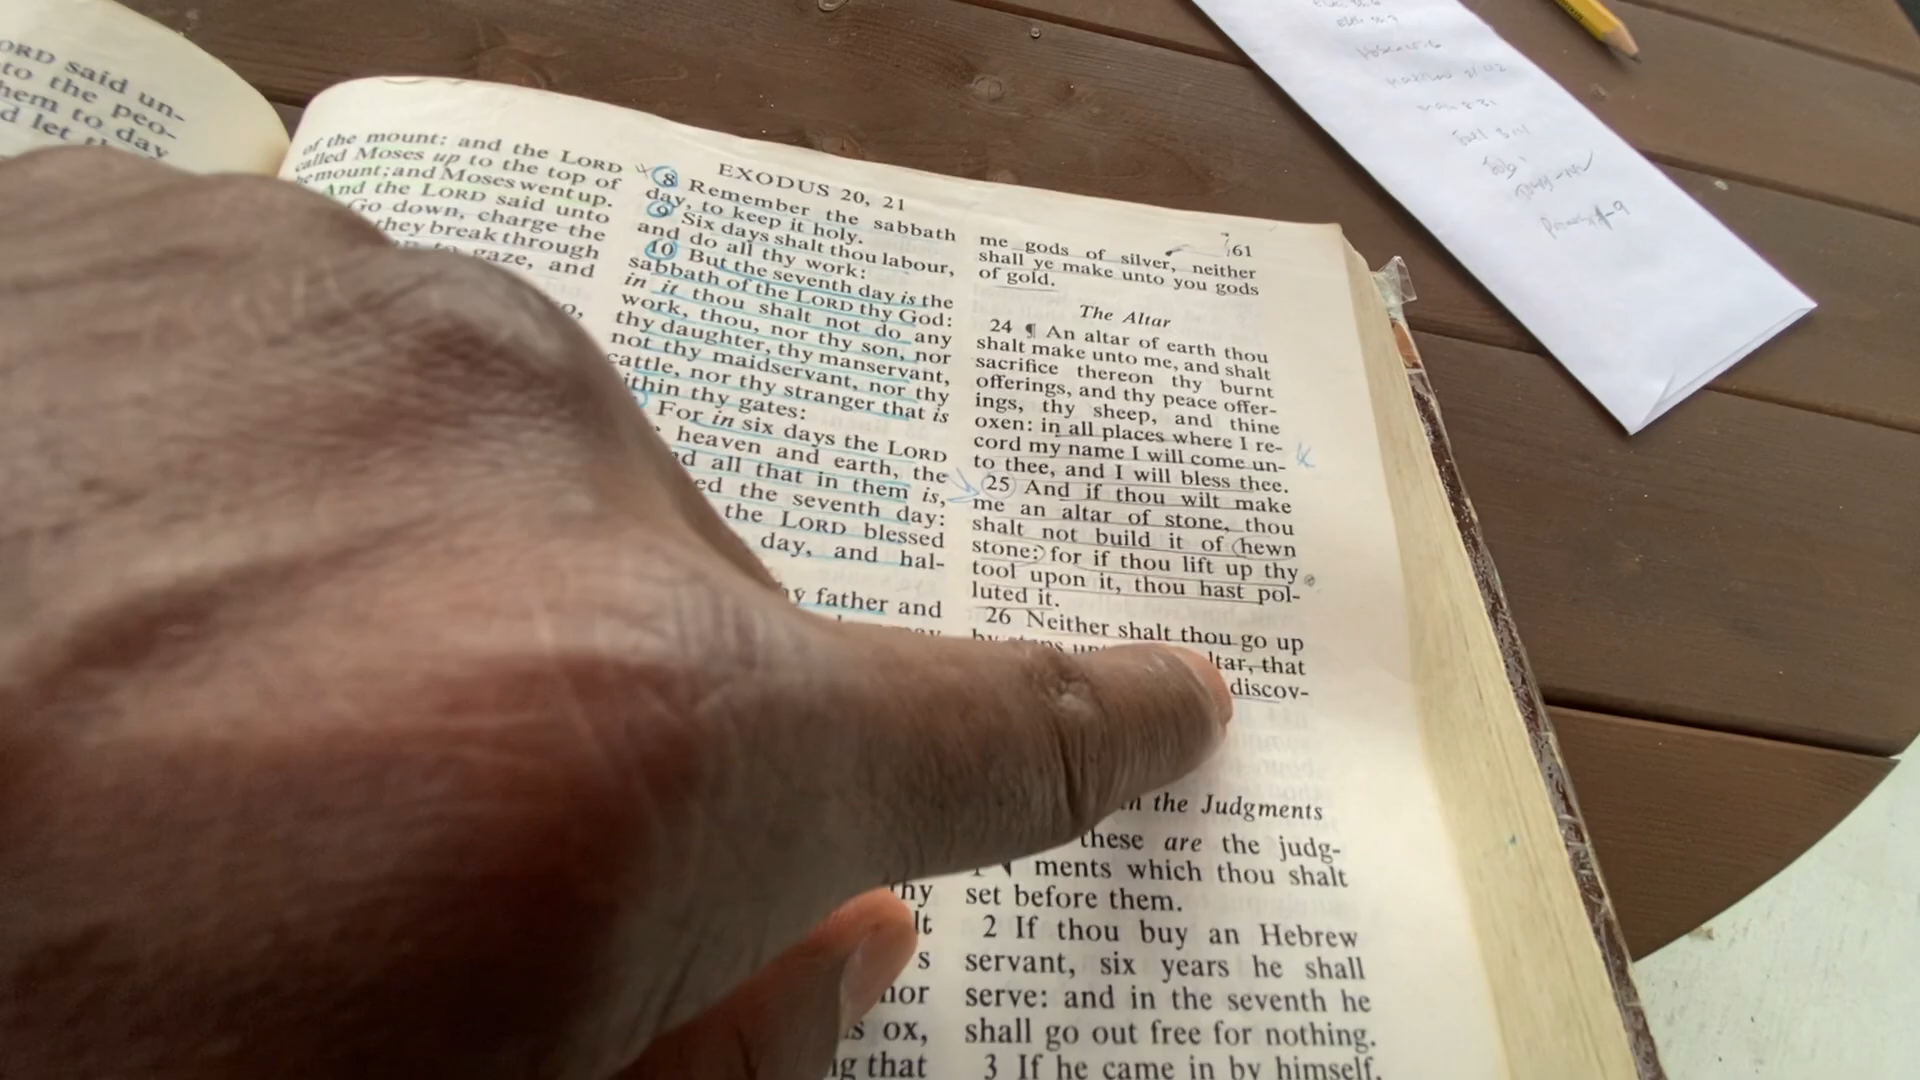 ORD said un-
to the peo-
hem to day
d let
of the mount: and the LORD
called Moses up to the top of
he mount; and Moses went up.
And the LORD said unto
Go down, charge the
they break through
to gaze, and
EXODUS 20, 21
8 Remember the sabbath
day, to keep it holy.
9 Six days shalt thou labour,
and do all thy work:
10 But the seventh day is the
sabbath of the LORD thy God:
in it thou shalt not do any
work, thou, nor thy son, nor
thy daughter, thy manservant,
not thy maidservant, nor thy
cattle, nor thy stranger that is
ithin thy gates:
For in six days the LORD
heaven and earth, the
d all that in them is,
ed the seventh day:
the LORD blessed
day, and hal-
hy father and
hy
lt
s
nor
s ox,
g that
61
me gods of silver, neither
shall ye make unto you gods
of gold.
The Altar
24 ¶ An altar of earth thou
shalt make unto me, and shalt
sacrifice thereon thy burnt
offerings, and thy peace offer-
ings, thy sheep, and thine
oxen: in all places where I re-
cord my name I will come un-
to thee, and I will bless thee.
25 And if thou wilt make
me an altar of stone, thou
shalt not build it of hewn
stone: for if thou lift up thy
tool upon it, thou hast pol-
luted it.
26 Neither shalt thou go up
by steps unt ltar, that
discov-
the Judgments
these are the judg-
ments which thou shalt
set before them.
2 If thou buy an Hebrew
servant, six years he shall
serve: and in the seventh he
shall go out free for nothing.
3 If he came in by himself,